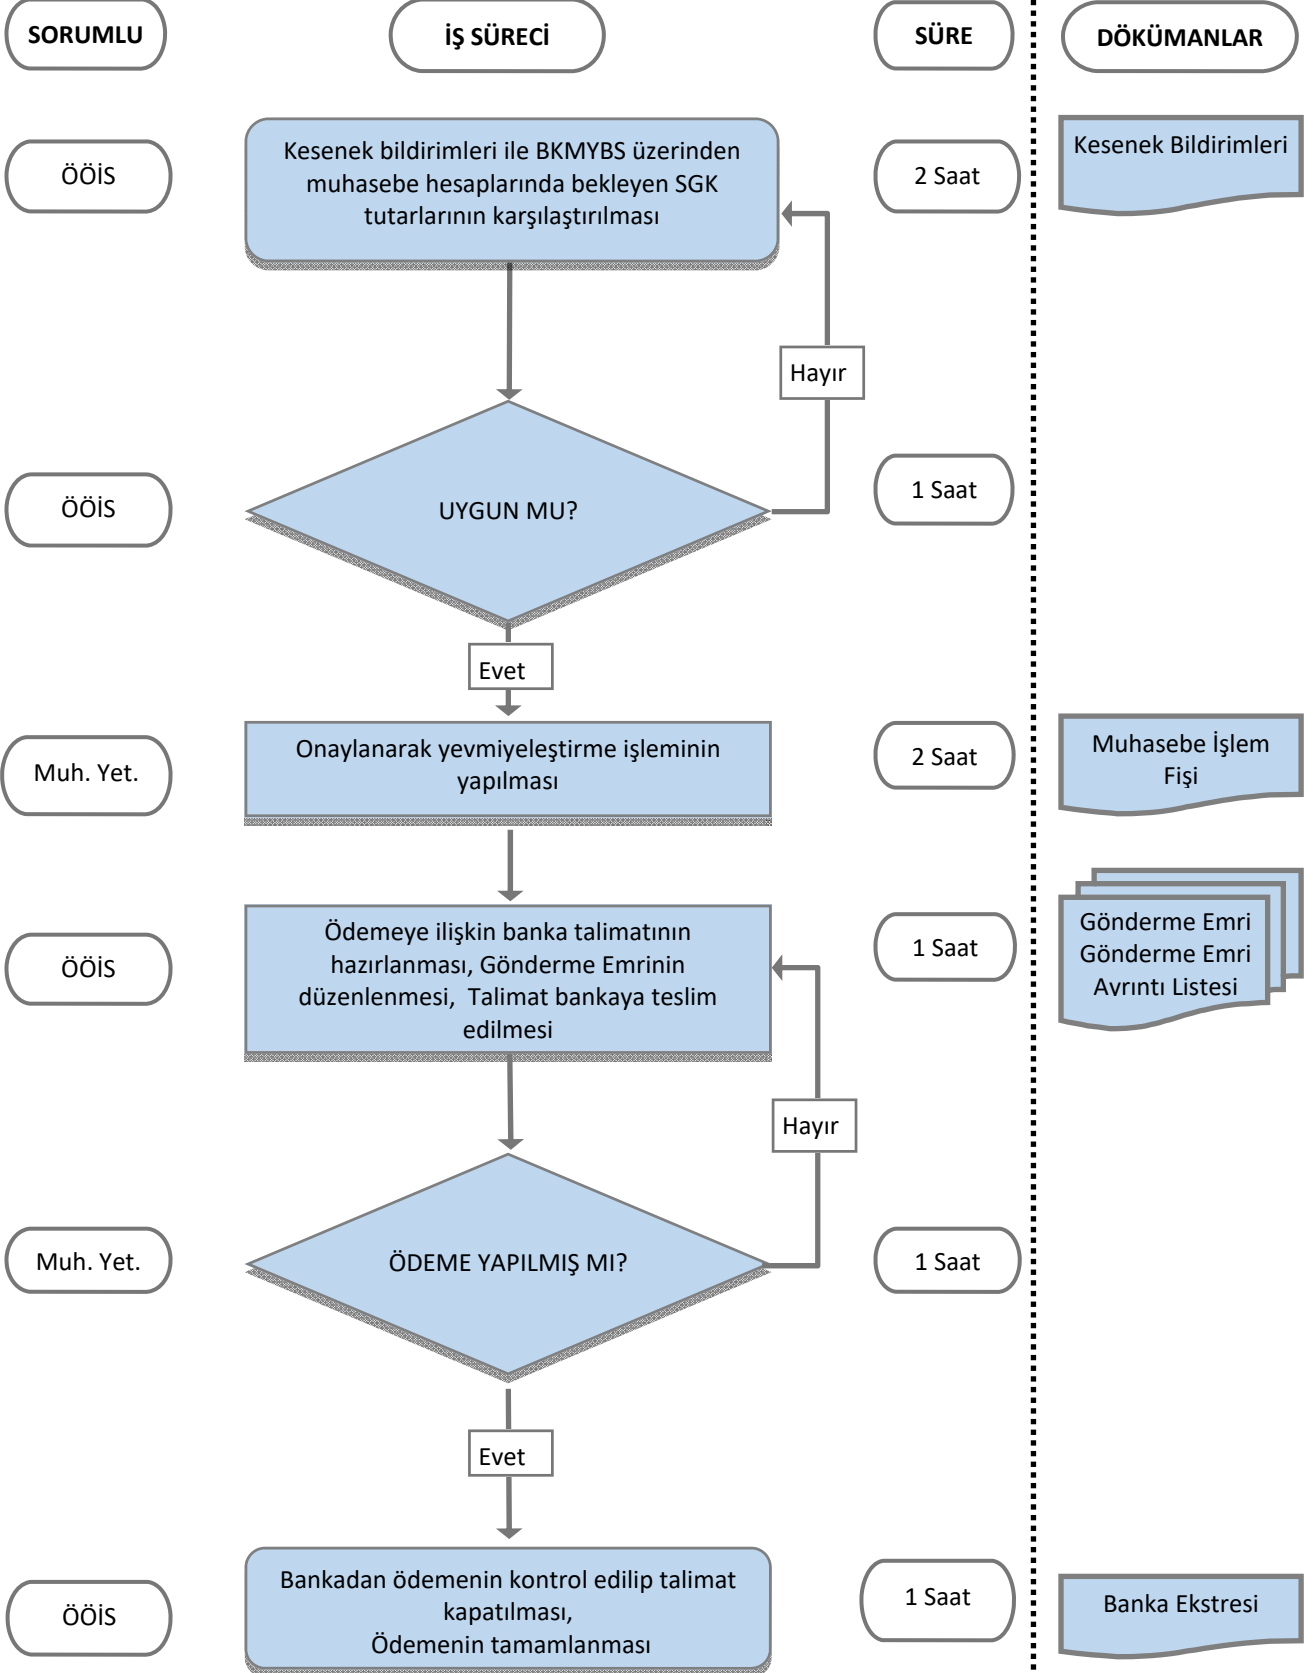 SORUMLU
İŞ SÜRECİ
SÜRE
DÖKÜMANLAR
ÖÖİS
Kesenek bildirimleri ile BKMYBS üzerinden
muhasebe hesaplarında bekleyen SGK
tutarlarının karşılaştırılması
2 Saat
Kesenek Bildirimleri
Hayır
ÖÖİS
UYGUN MU?
1 Saat
Evet
Muh. Yet.
Onaylanarak yevmiyeleştirme işleminin
yapılması
2 Saat
Muhasebe İşlem
Fişi
ÖÖİS
Ödemeye ilişkin banka talimatının
hazırlanması, Gönderme Emrinin
düzenlenmesi,  Talimat bankaya teslim
edilmesi
1 Saat
Gönderme Emri
Gönderme Emri
Ayrıntı Listesi
Hayır
Muh. Yet.
ÖDEME YAPILMIŞ MI?
1 Saat
Evet
ÖÖİS
Bankadan ödemenin kontrol edilip talimat
kapatılması,
Ödemenin tamamlanması
1 Saat
Banka Ekstresi